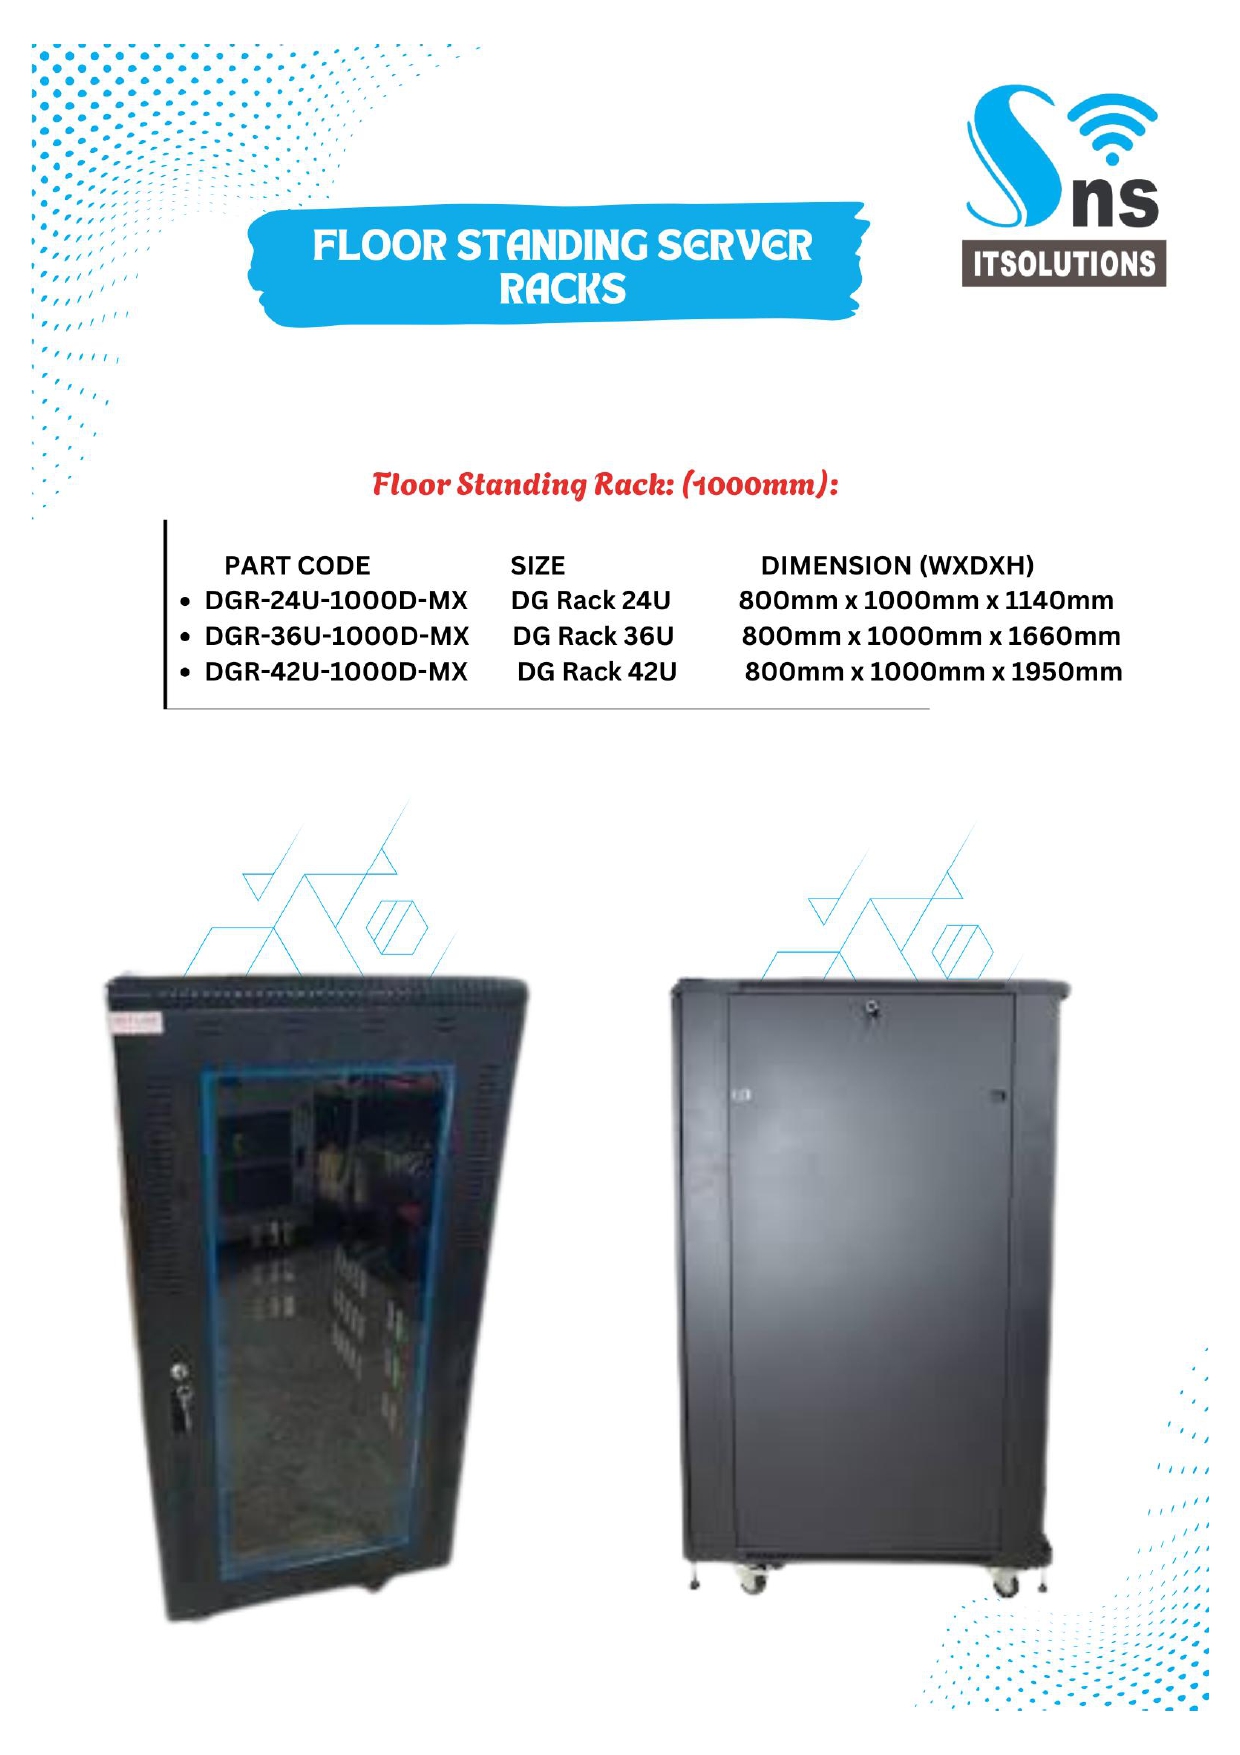 Sns
ITSOLUTIONS
FLOOR STANDING SERVER
RACKS
Floor Standing Rack: (1000mm):
PART CODE SIZE DIMENSION (WXDXH)
• DGR-24U-1000D-MX DG Rack 24U 800mm x 1000mm x 1140mm
• DGR-36U-1000D-MX DG Rack 36U 800mm x 1000mm x 1660mm
• DGR-42U-1000D-MX DG Rack 42U 800mm x 1000mm x 1950mm